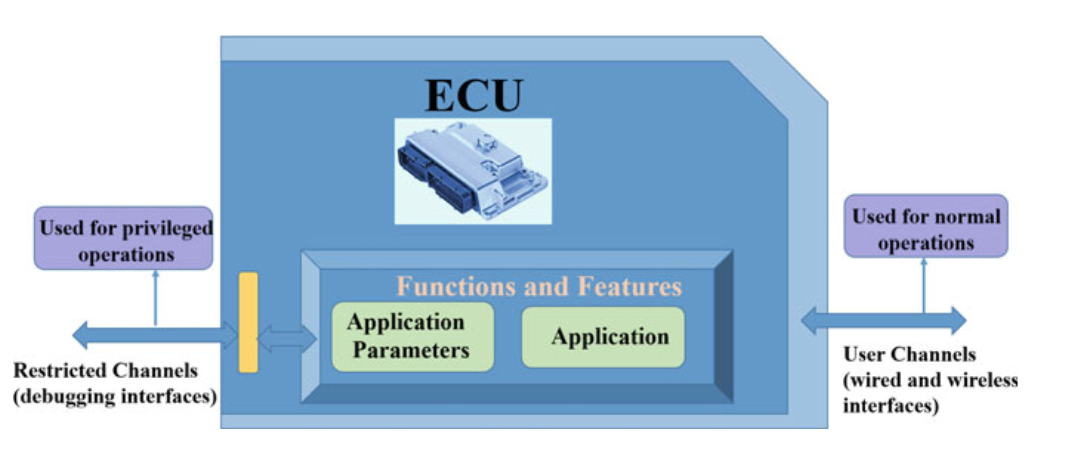 ECU
Used for privileged
operations
Used for normal
operations
Functions and Features
Application
Parameters
Application
Restricted Channels
(debugging interfaces)
User Channels
(wired and wireless
interfaces)